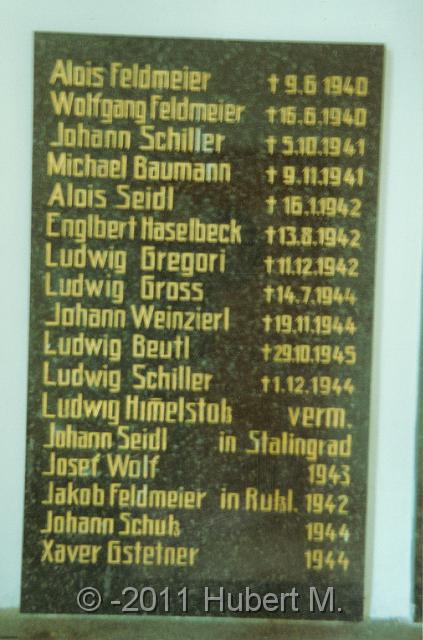 Alois Feldmeier † 9.6 1940
Wolfgang Feldmeier † 16.6.1940
Johann Schiller † 5.10.1941
Michael Baumann † 9.11.1941
Alois Seidl † 16.1.1942
Englbert Haselbeck † 13.8.1942
Ludwig Gregori † 11.12.1942
Ludwig Gross † 14.7.1944
Johann Weinzierl † 19.11.1944
Ludwig Beutl † 29.10.1945
Ludwig Schiller † 1.12.1944
Ludwig Him̅elstoß verm.
Johann Seidl in Stalingrad
Josef Wolf 1943
Jakob Feldmeier in Rußl. 1942
Johann Schuß 1944
Xaver Gstetner 1944
© -2011 Hubert M.